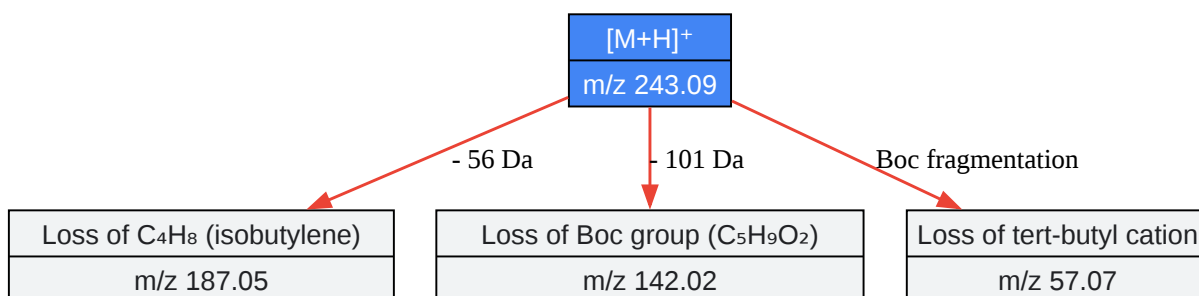 [M+H]⁺
m/z 243.09
- 56 Da
- 101 Da
Boc fragmentation
Loss of C₄H₈ (isobutylene)
m/z 187.05
Loss of Boc group (C₅H₉O₂)
m/z 142.02
Loss of tert-butyl cation
m/z 57.07